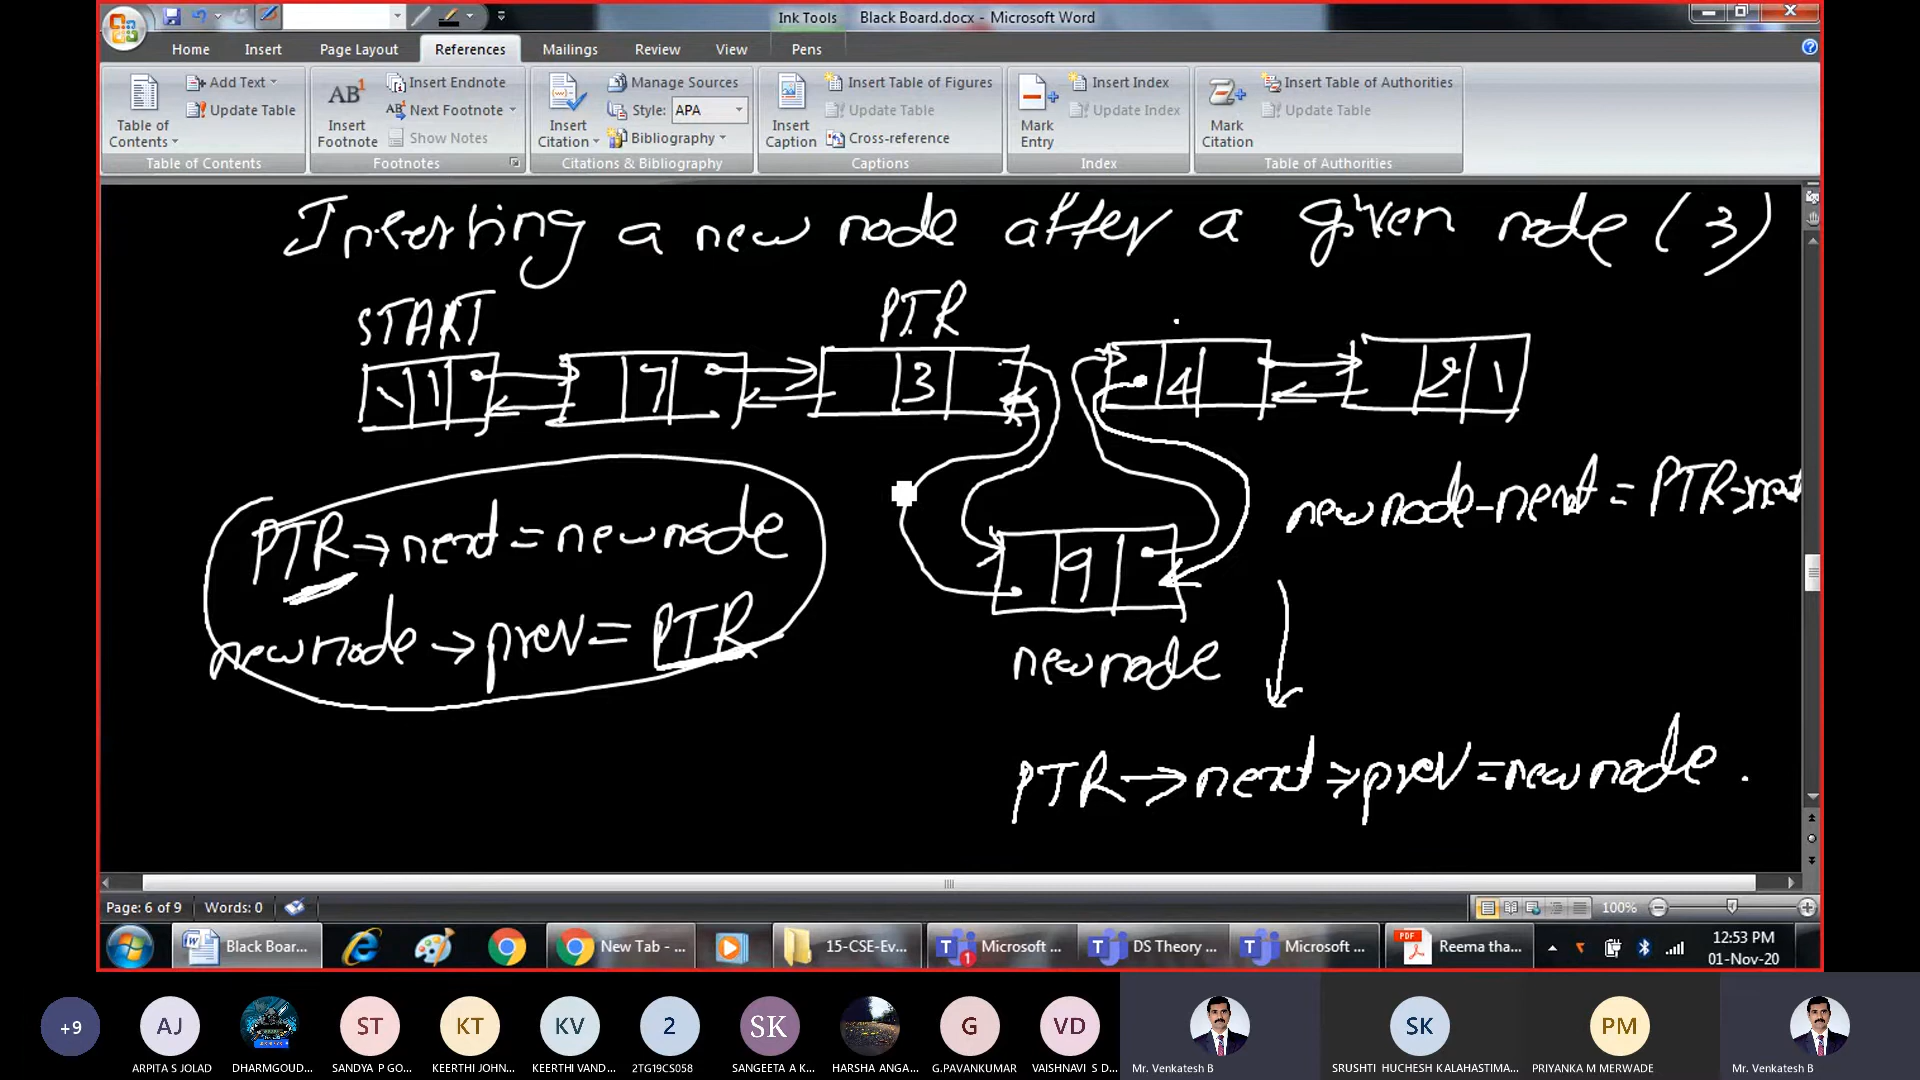 Ink Tools Black Board.docx - Microsoft Word
Home Insert Page Layout References Mailings Review View Pens
Table of Contents
Add Text
Update Table
Table of Contents
AB¹ Insert Footnote
Insert Endnote
AB Next Footnote
Show Notes
Footnotes
Insert Citation
Manage Sources
Style: APA
Bibliography
Citations & Bibliography
Insert Caption
Insert Table of Figures
Update Table
Cross-reference
Captions
Mark Entry
Insert Index
Update Index
Index
Mark Citation
Insert Table of Authorities
Update Table
Table of Authorities
Inserting a new node after a given node (3)
START PTR
1 7 3 4 2
newnode-next = PTR->next
PTR->next = newnode
9
newnode->prev = PTR
newnode
PTR->next->prev = newnode.
Page: 6 of 9 Words: 0 100%
Black Boar... New Tab - ... 15-CSE-Ev... T 1 Microsoft ... T DS Theory ... T Microsoft ... PDF Reema tha...
12:53 PM
01-Nov-20
+9 AJ ST KT KV 2 SK G VD SK PM
ARPITA S JOLAD DHARMGOUD... SANDYA P GO... KEERTHI JOHN... KEERTHI VAND... 2TG19CS058 SANGEETA A K... HARSHA ANGA... G.PAVANKUMAR VAISHNAVI S D... Mr. Venkatesh B SRUSHTI HUCHESH KALAHASTIMA... PRIYANKA M MERWADE Mr. Venkatesh B